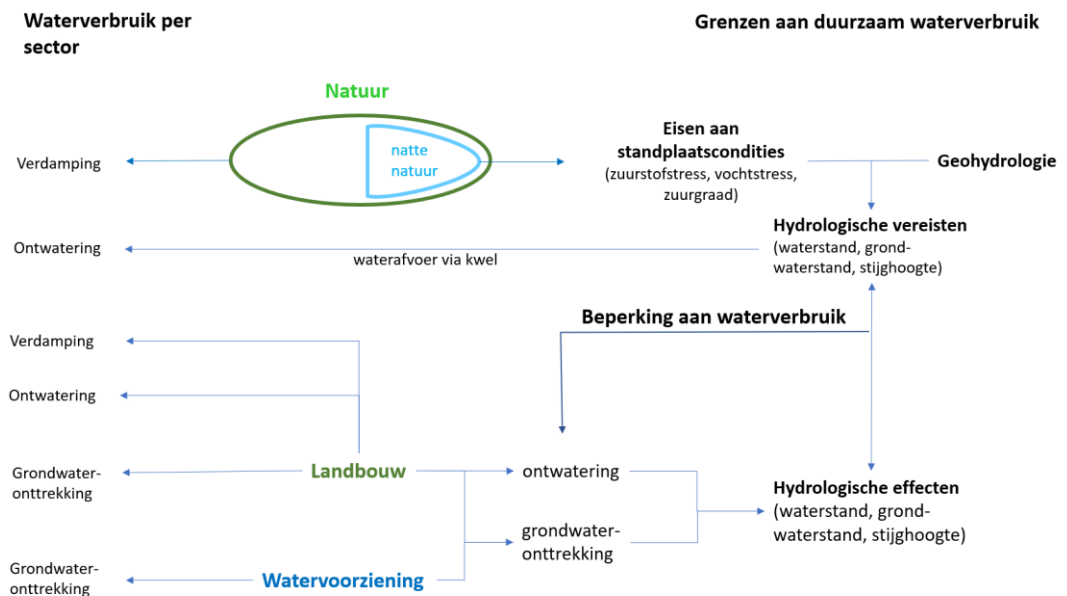 Waterverbruik per
sector
Grenzen aan duurzaam waterverbruik
Natuur
natte
natuur
Verdamping
Eisen aan
standplaatscondities
(zuurstofstress, vochtstress,
zuurgraad)
Geohydrologie
Ontwatering
waterafvoer via kwel
Hydrologische vereisten
(waterstand, grond-
waterstand, stijghoogte)
Beperking aan waterverbruik
Verdamping
Ontwatering
Grondwater-
onttrekking
Landbouw
ontwatering
Hydrologische effecten
(waterstand, grond-
waterstand, stijghoogte)
grondwater-
onttrekking
Grondwater-
onttrekking
Watervoorziening